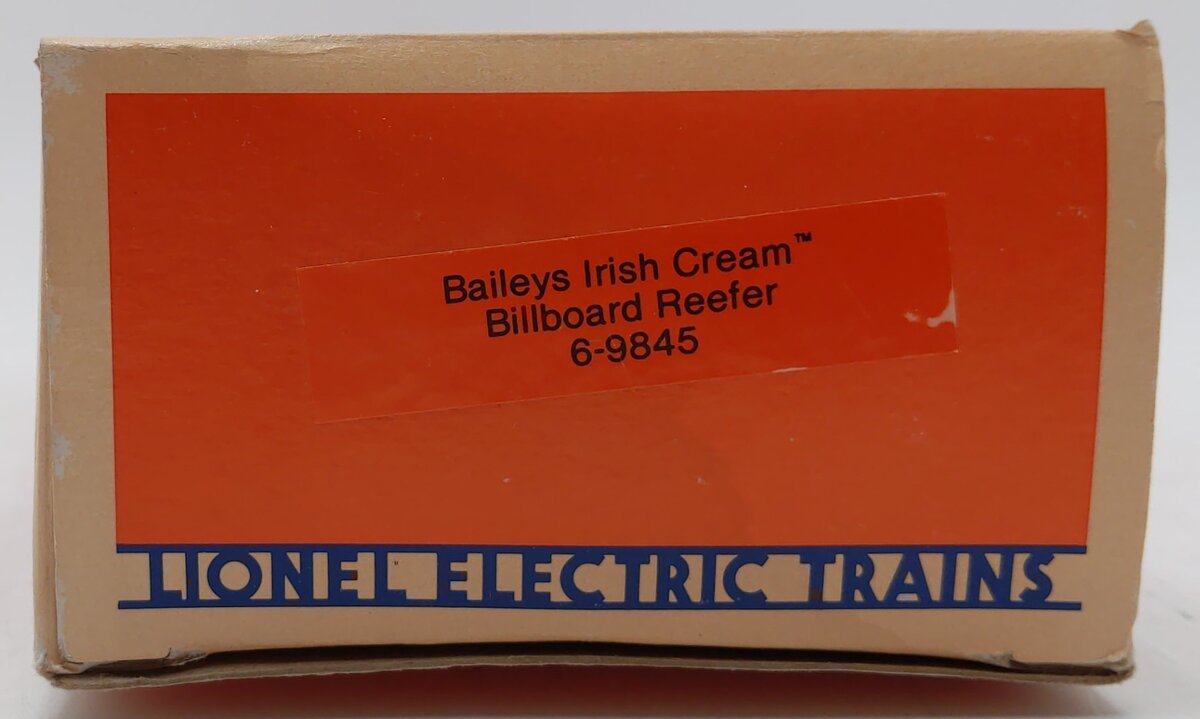 Baileys Irish Cream™
Billboard Reefer
6-9845
LIONEL ELECTRIC TRAINS